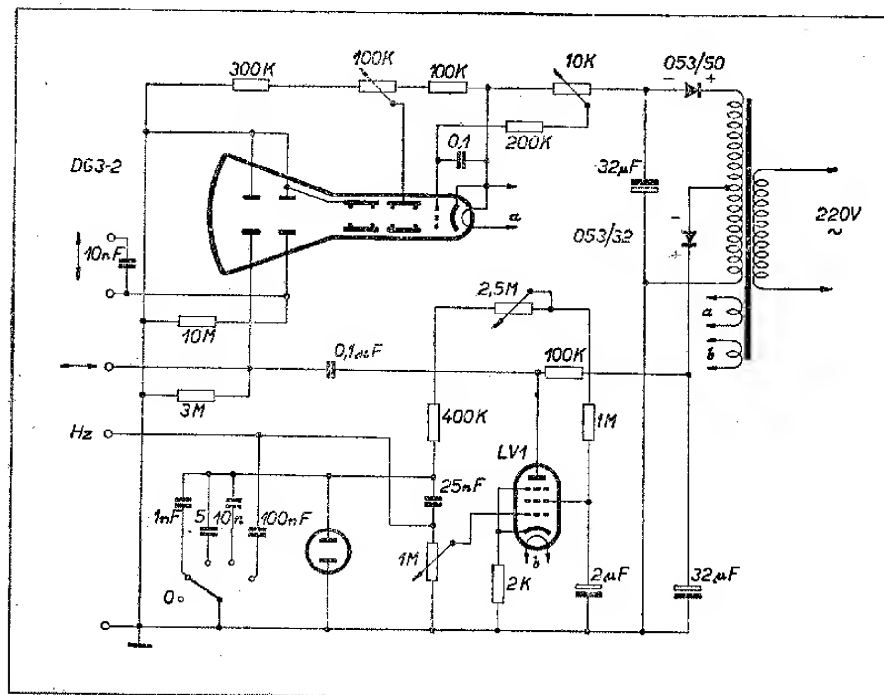 300K
100K
100K
10K
053/50
- +
DG3-2
0,1
200K
32µF
220V
~
-
053/32
+
a
10nF
2,5M
a
10M
0,1µF
100K
b
3M
400K
1M
Hz
LV1
25nF
1nF
5
10n
100nF
1M
b
2K
2µF
32µF
0